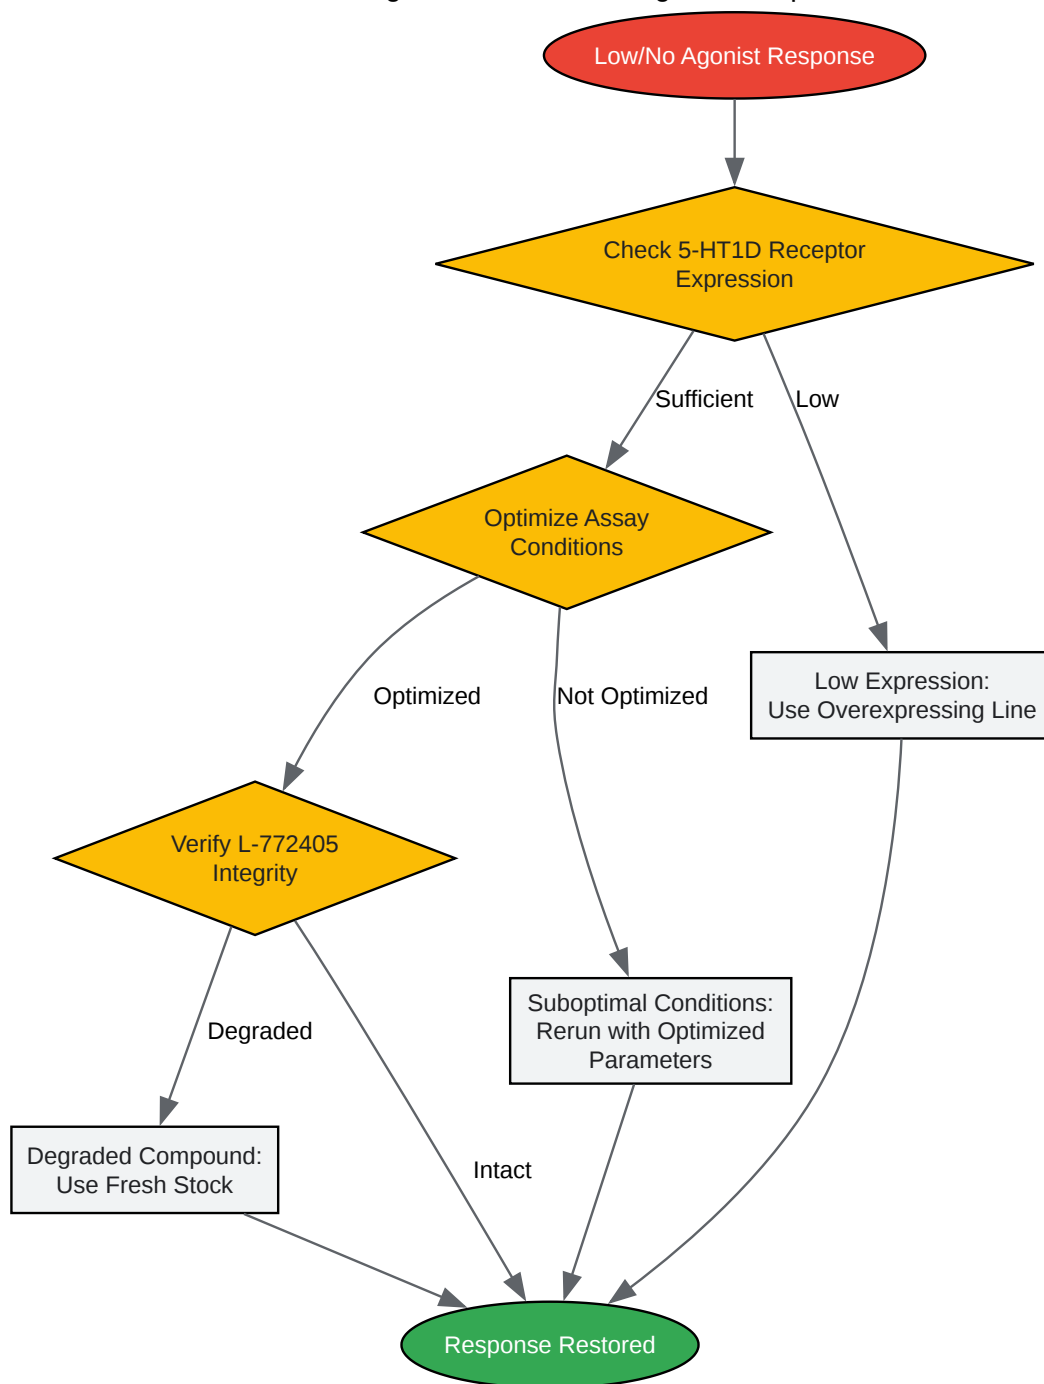 Low/No Agonist Response
Check 5-HT1D Receptor
Expression
Sufficient
Low
Optimize Assay
Conditions
Optimized
Not Optimized
Low Expression:
Use Overexpressing Line
Verify L-772405
Integrity
Suboptimal Conditions:
Rerun with Optimized
Parameters
Degraded
Degraded Compound:
Use Fresh Stock
Intact
Response Restored